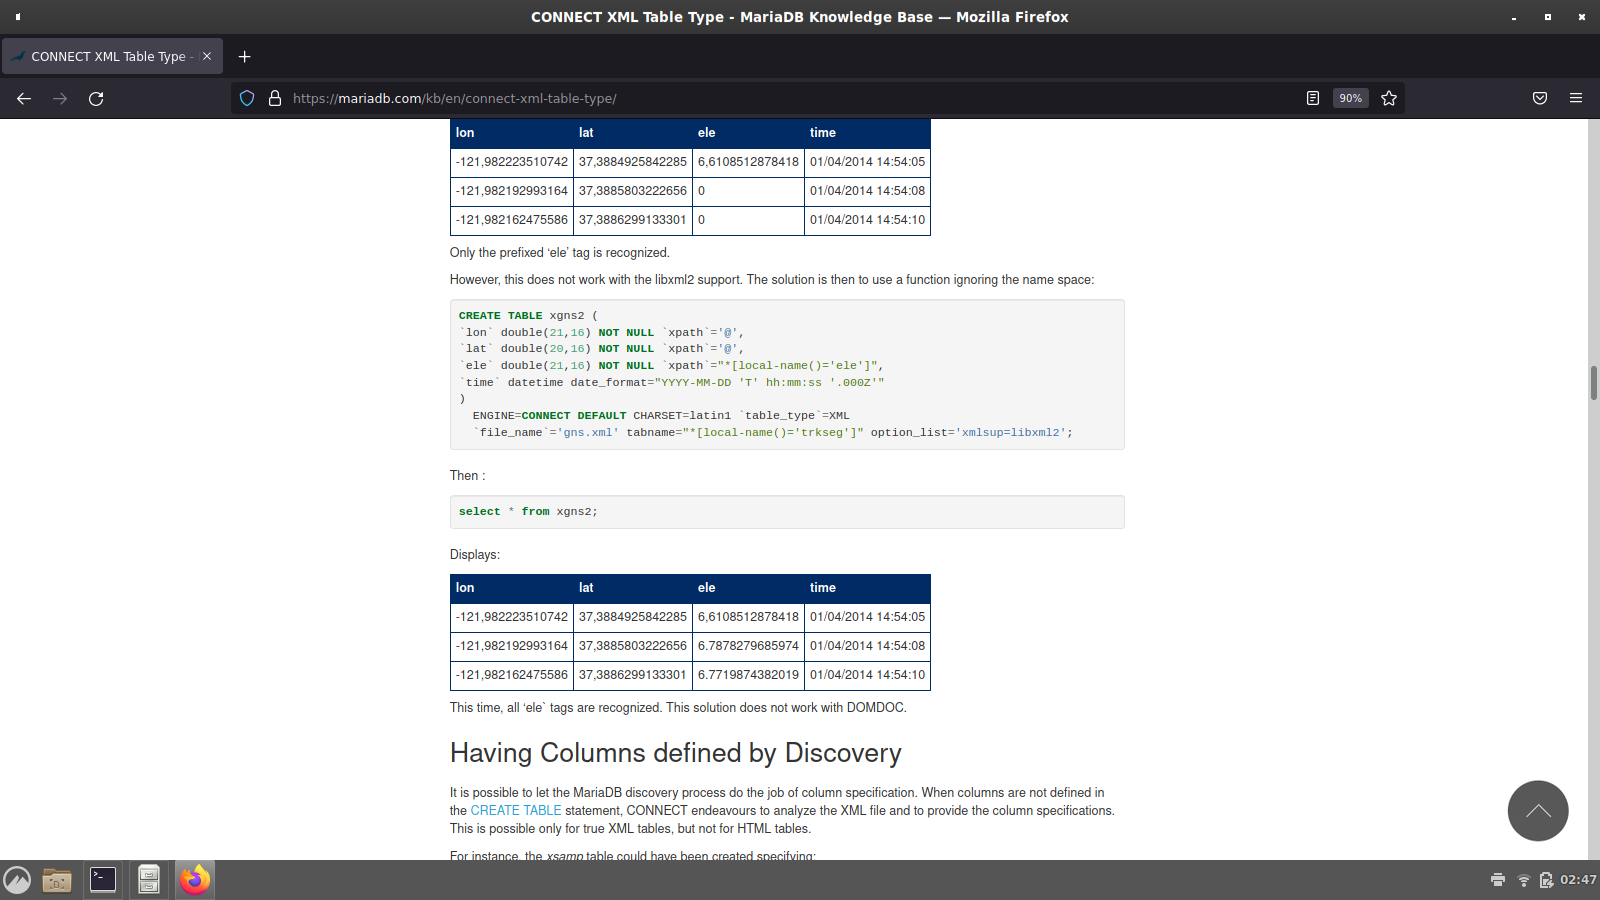 CONNECT XML Table Type - MariaDB Knowledge Base — Mozilla Firefox
CONNECT XML Table Type -
https://mariadb.com/kb/en/connect-xml-table-type/
90%
lon lat ele time
-121,982223510742 37,3884925842285 6,6108512878418 01/04/2014 14:54:05
-121,982192993164 37,3885803222656 0 01/04/2014 14:54:08
-121,982162475586 37,3886299133301 0 01/04/2014 14:54:10
Only the prefixed ‘ele’ tag is recognized.
However, this does not work with the libxml2 support. The solution is then to use a function ignoring the name space:
CREATE TABLE xgns2 (
`lon` double(21,16) NOT NULL `xpath`='@',
`lat` double(20,16) NOT NULL `xpath`='@',
`ele` double(21,16) NOT NULL `xpath`="*[local-name()='ele']",
`time` datetime date_format="YYYY-MM-DD 'T' hh:mm:ss '.000Z'"
)
ENGINE=CONNECT DEFAULT CHARSET=latin1 `table_type`=XML
`file_name`='gns.xml' tabname="*[local-name()='trkseg']" option_list='xmlsup=libxml2';
Then :
select * from xgns2;
Displays:
lon lat ele time
-121,982223510742 37,3884925842285 6,6108512878418 01/04/2014 14:54:05
-121,982192993164 37,3885803222656 6.7878279685974 01/04/2014 14:54:08
-121,982162475586 37,3886299133301 6.7719874382019 01/04/2014 14:54:10
This time, all ‘ele` tags are recognized. This solution does not work with DOMDOC.
Having Columns defined by Discovery
It is possible to let the MariaDB discovery process do the job of column specification. When columns are not defined in
the CREATE TABLE statement, CONNECT endeavours to analyze the XML file and to provide the column specifications.
This is possible only for true XML tables, but not for HTML tables.
For instance, the xsamp table could have been created specifying:
02:47